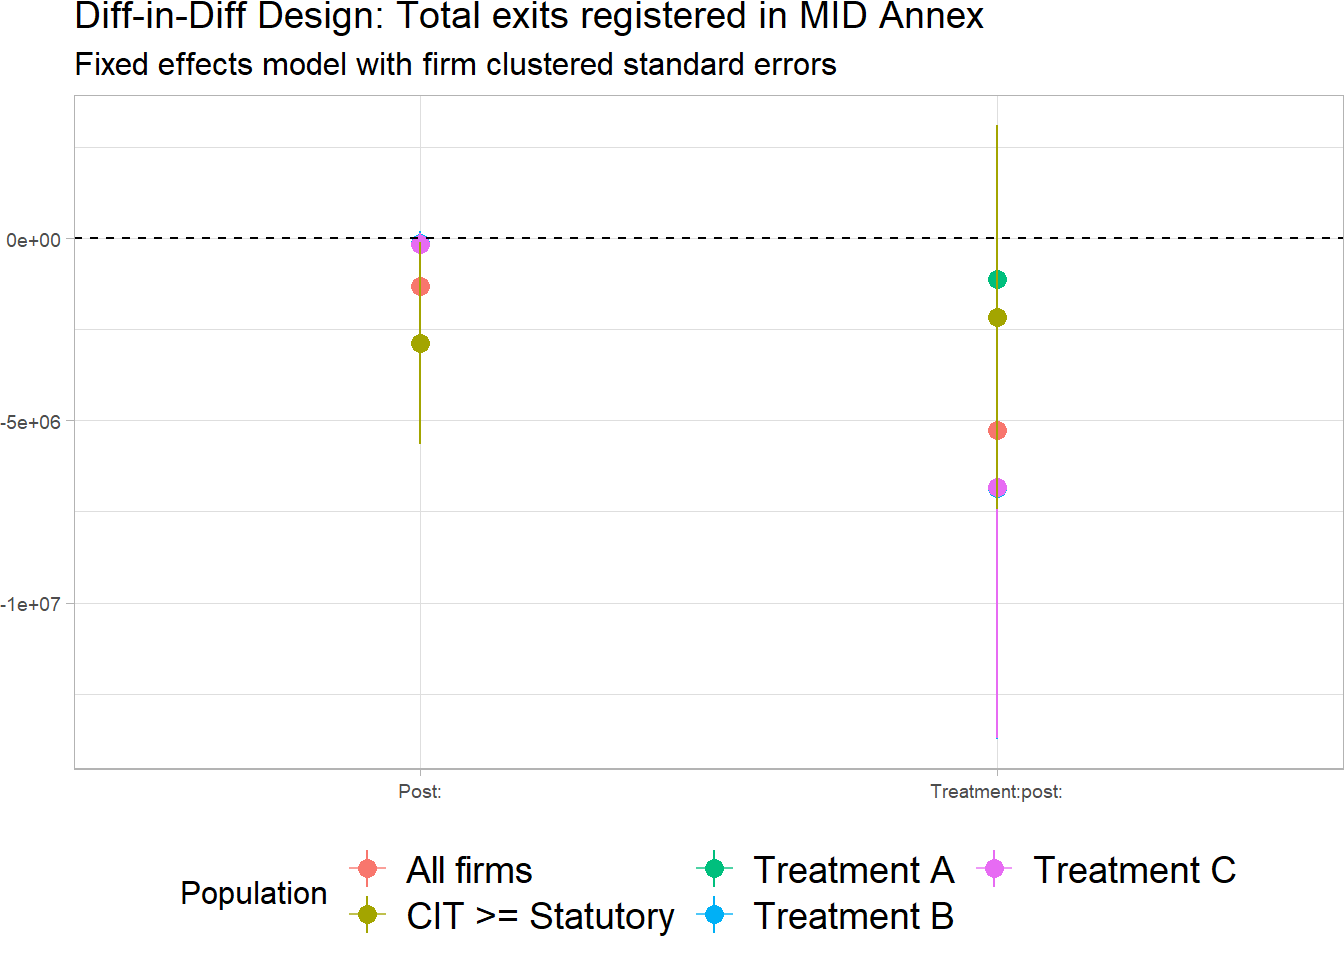 Diff-in-Diff Design: Total exits registered in MID Annex
Fixed effects model with firm clustered standard errors
0e+00
-5e+06
-1e+07
Post:
Treatment:post:
Population
All firms
Treatment A
Treatment C
CIT >= Statutory
Treatment B